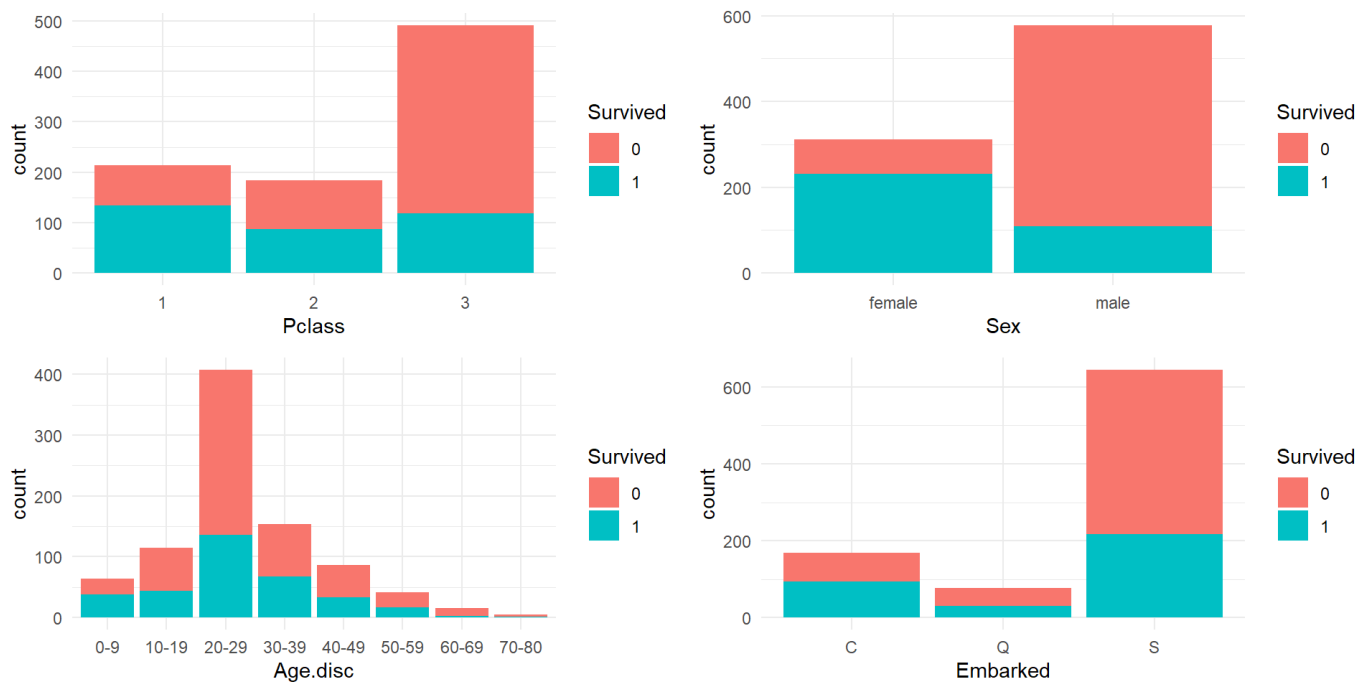 count
500
400
300
200
100
0
1 2 3
Pclass
Survived
0
1
count
600
400
200
0
female male
Sex
Survived
0
1
count
400
300
200
100
0
0-9 10-19 20-29 30-39 40-49 50-59 60-69 70-80
Age.disc
Survived
0
1
count
600
400
200
0
C Q S
Embarked
Survived
0
1